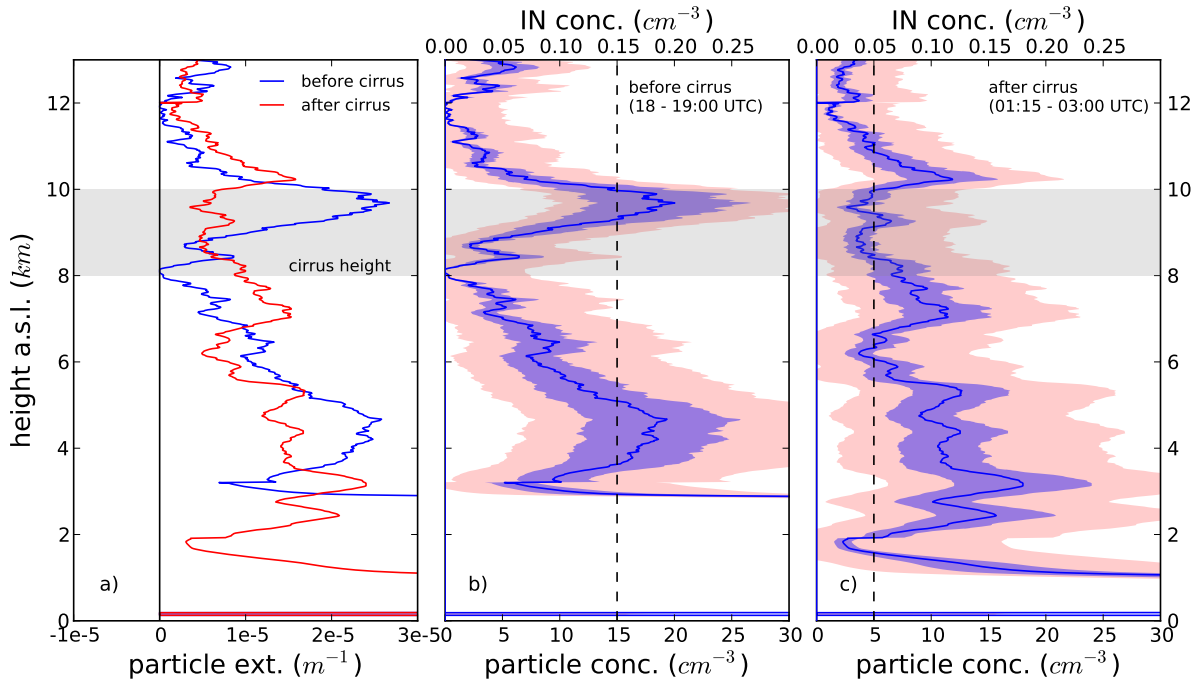 IN conc. (cm⁻³)
IN conc. (cm⁻³)
0.00 0.05 0.10 0.15 0.20 0.25
0.00 0.05 0.10 0.15 0.20 0.25
before cirrus
after cirrus
before cirrus
(18 - 19:00 UTC)
after cirrus
(01:15 - 03:00 UTC)
height a.s.l. (km)
12
10
8
6
4
2
0
cirrus height
12
10
8
6
4
2
0
a)
b)
c)
-1e-5 0 1e-5 2e-5 3e-5
0 5 10 15 20 25 30
0 5 10 15 20 25 30
particle ext. (m⁻¹)
particle conc. (cm⁻³)
particle conc. (cm⁻³)